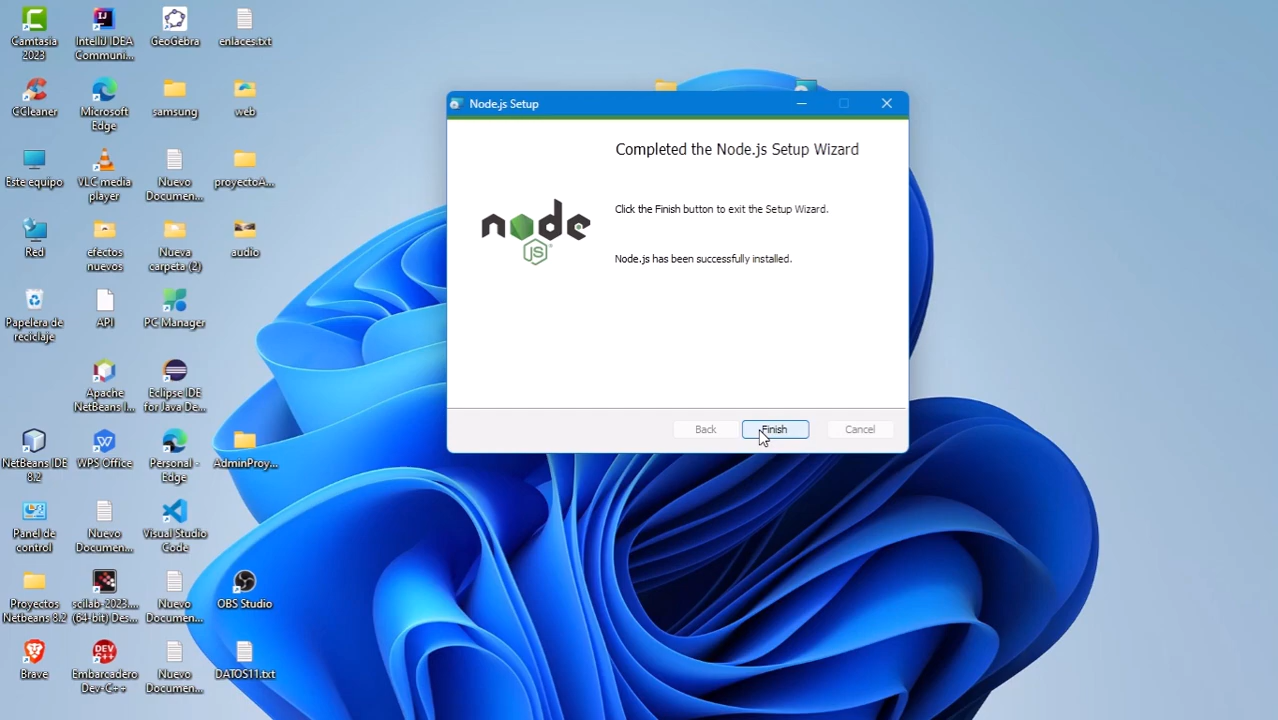 Camtasia
2023
IntelliJ IDEA
Communi...
GeoGebra
enlaces.txt
CCleaner
Microsoft
Edge
samsung
web
Este equipo
VLC media
player
Nuevo
Documen...
proyectoA...
Red
efectos
nuevos
Nueva
carpeta (2)
audio
Papelera de
reciclaje
API
PC Manager
Apache
NetBeans I...
Eclipse IDE
for Java De...
NetBeans IDE
8.2
WPS Office
Personal -
Edge
AdminProy...
Panel de
control
Nuevo
Documen...
Visual Studio
Code
Proyectos
Netbeans 8.2
scilab-2023....
(64-bit) Des...
Nuevo
Documen...
OBS Studio
Brave
Embarcadero
Dev-C++
Nuevo
Documen...
DATOS11.txt
Node.js Setup
Completed the Node.js Setup Wizard
node
JS
Click the Finish button to exit the Setup Wizard.
Node.js has been successfully installed.
Back
Finish
Cancel